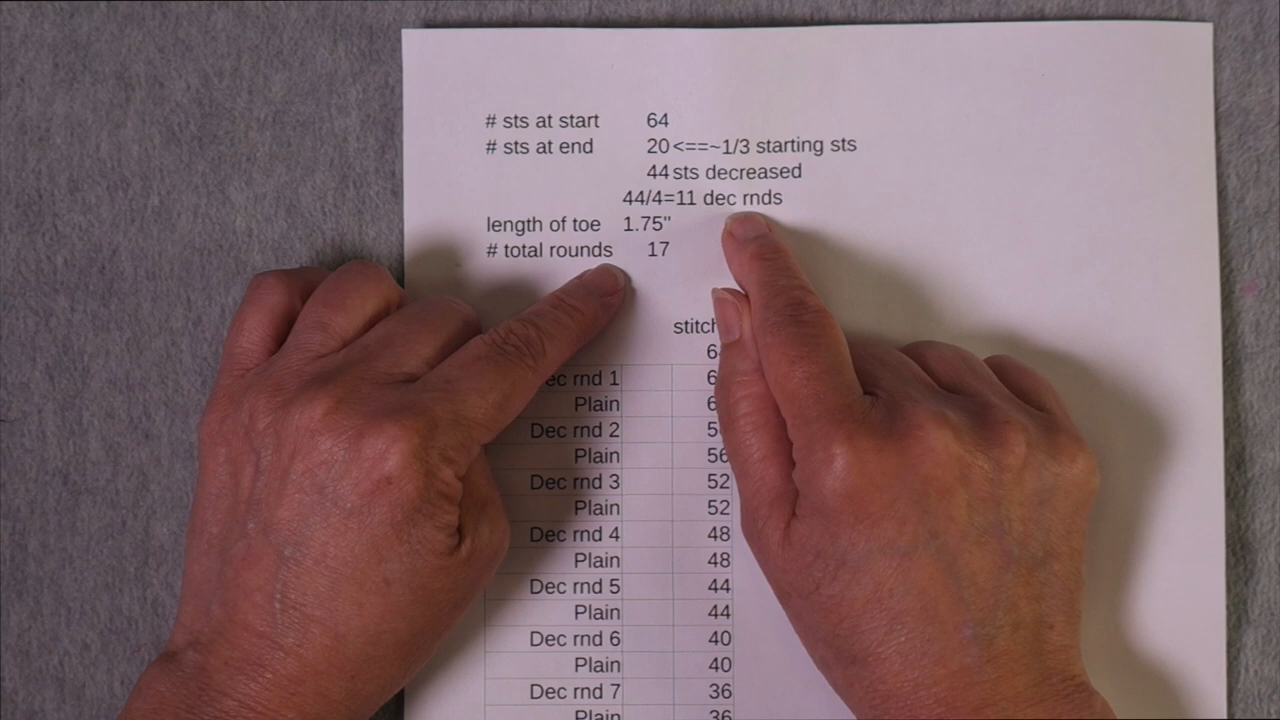 # sts at start 64
# sts at end 20<==~1/3 starting sts
44 sts decreased
44/4=11 dec rnds
length of toe 1.75"
# total rounds 17
Dec rnd 2
Plain 56
Dec rnd 3 52
Plain 52
Dec rnd 4 48
Plain 48
Dec rnd 5 44
Plain 44
Dec rnd 6 40
Plain 40
Dec rnd 7 36
Plain 36